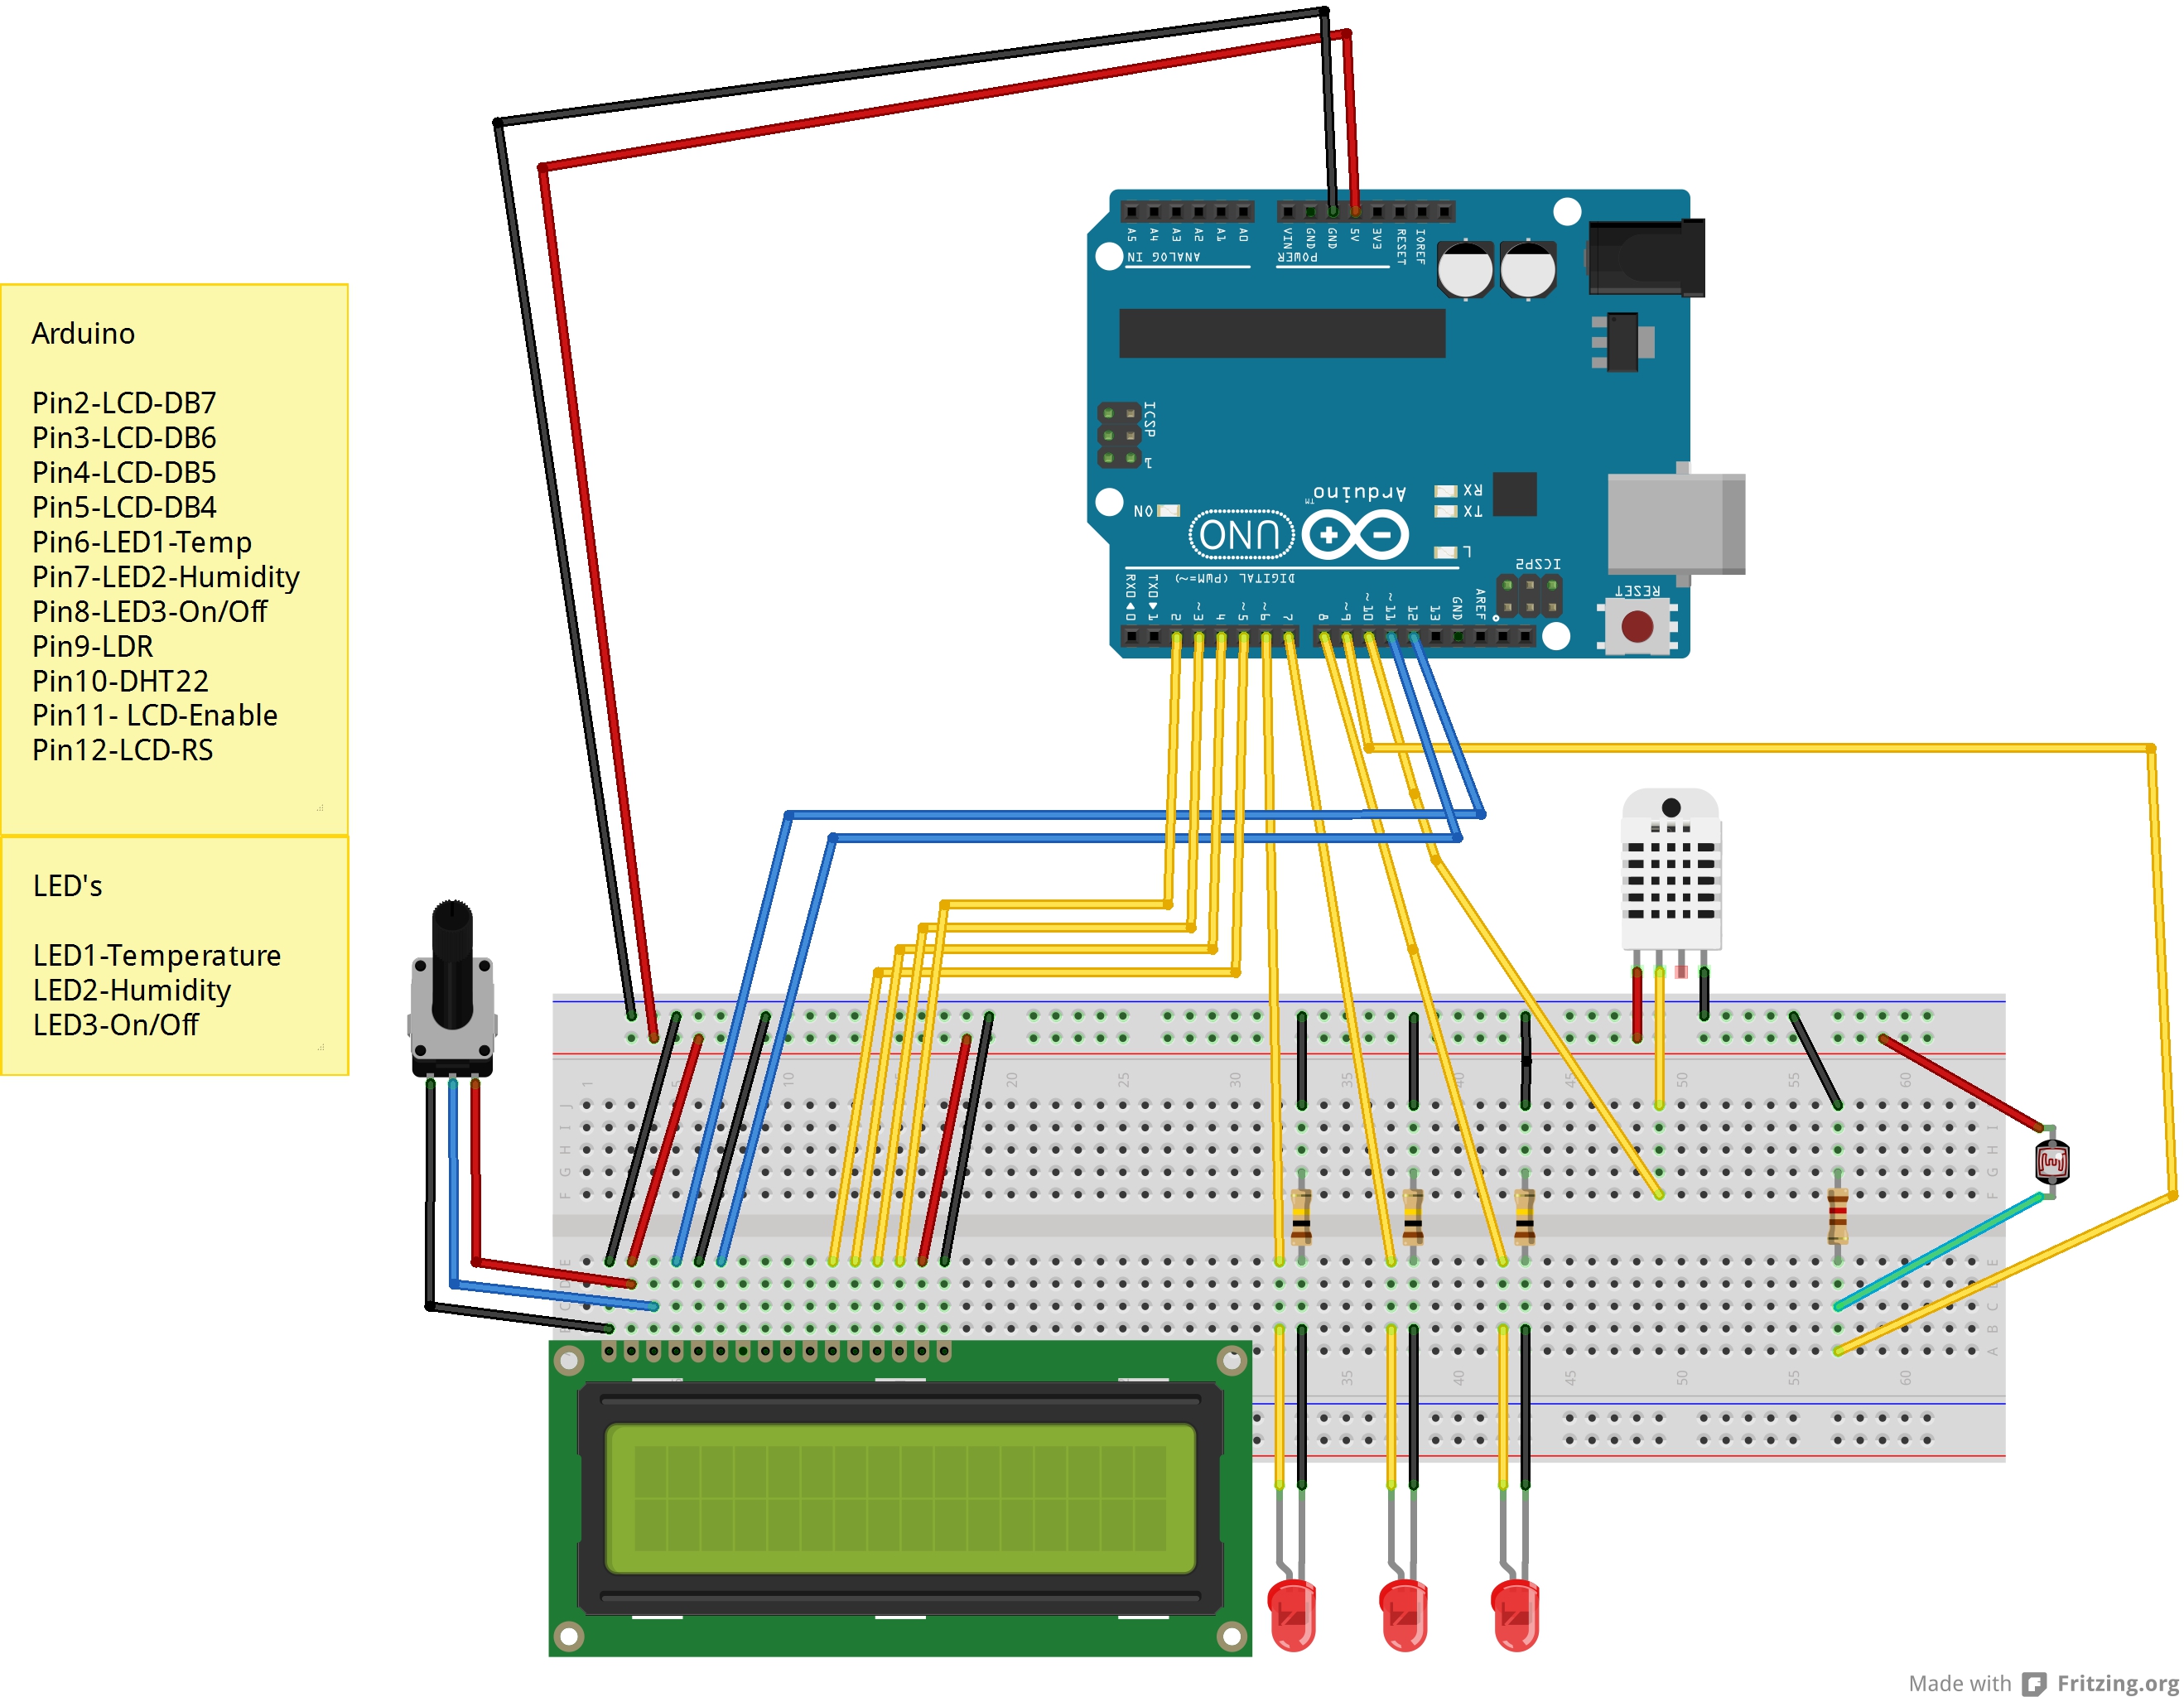 Arduino
Pin2-LCD-DB7
Pin3-LCD-DB6
Pin4-LCD-DB5
Pin5-LCD-DB4
Pin6-LED1-Temp
Pin7-LED2-Humidity
Pin8-LED3-On/Off
Pin9-LDR
Pin10-DHT22
Pin11- LCD-Enable
Pin12-LCD-RS
LED's
LED1-Temperature
LED2-Humidity
LED3-On/Off
A5 A4 A3 A2 A1 A0
VIN GND GND 5V 3V3 RESET IOREF
ANALOG IN
POWER
ICSP
1
ON
UNO
Arduino™
RX
TX
L
ICSP2
RESET
DIGITAL (PWM=~)
RX0 TX0
0 1 2 ~3 4 ~5 ~6 7 8 ~9 ~10 ~11 12 13 GND AREF
1 5 10 20 25 30 35 40 45 50 55 60
J I H G F
I H G F
E D C
E C B A
35 40 45 50 55 60
Made with Fritzing.org